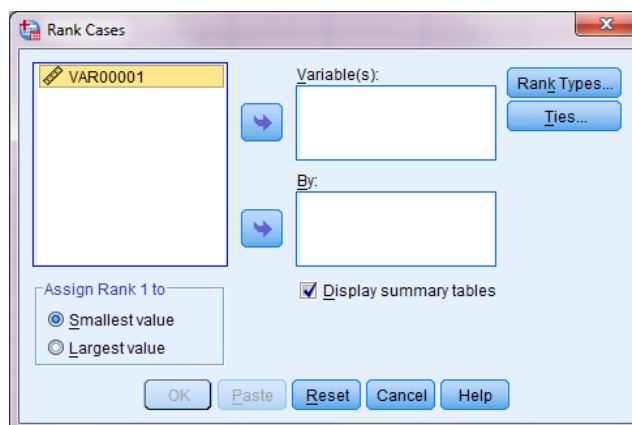 Rank Cases
VAR00001
Variable(s):
Rank Types...
Ties...
By:
Assign Rank 1 to
Smallest value
Largest value
Display summary tables
OK Paste Reset Cancel Help